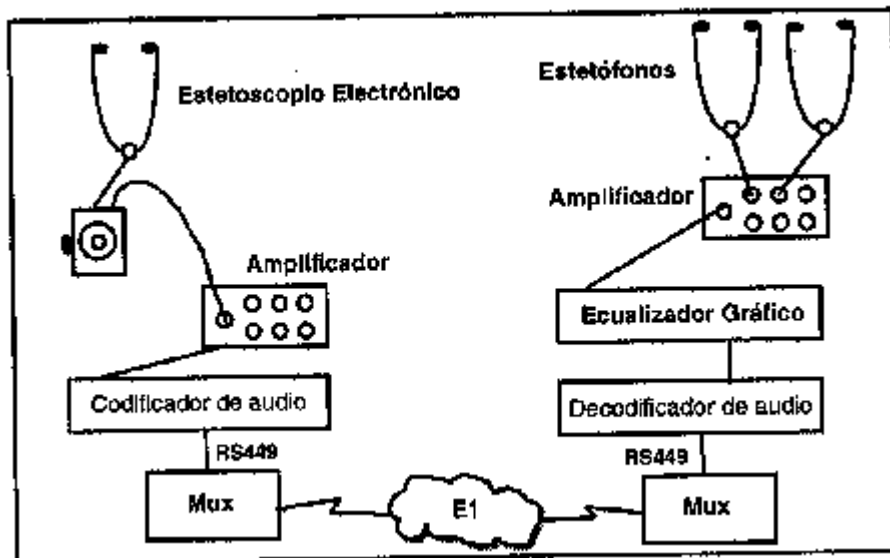 Estetoscopio Electrónico
Estetófonos
Amplificador
Amplificador
Ecualizador Gráfico
Codificador de audio
Decodificador de audio
RS449
RS449
Mux
E1
Mux